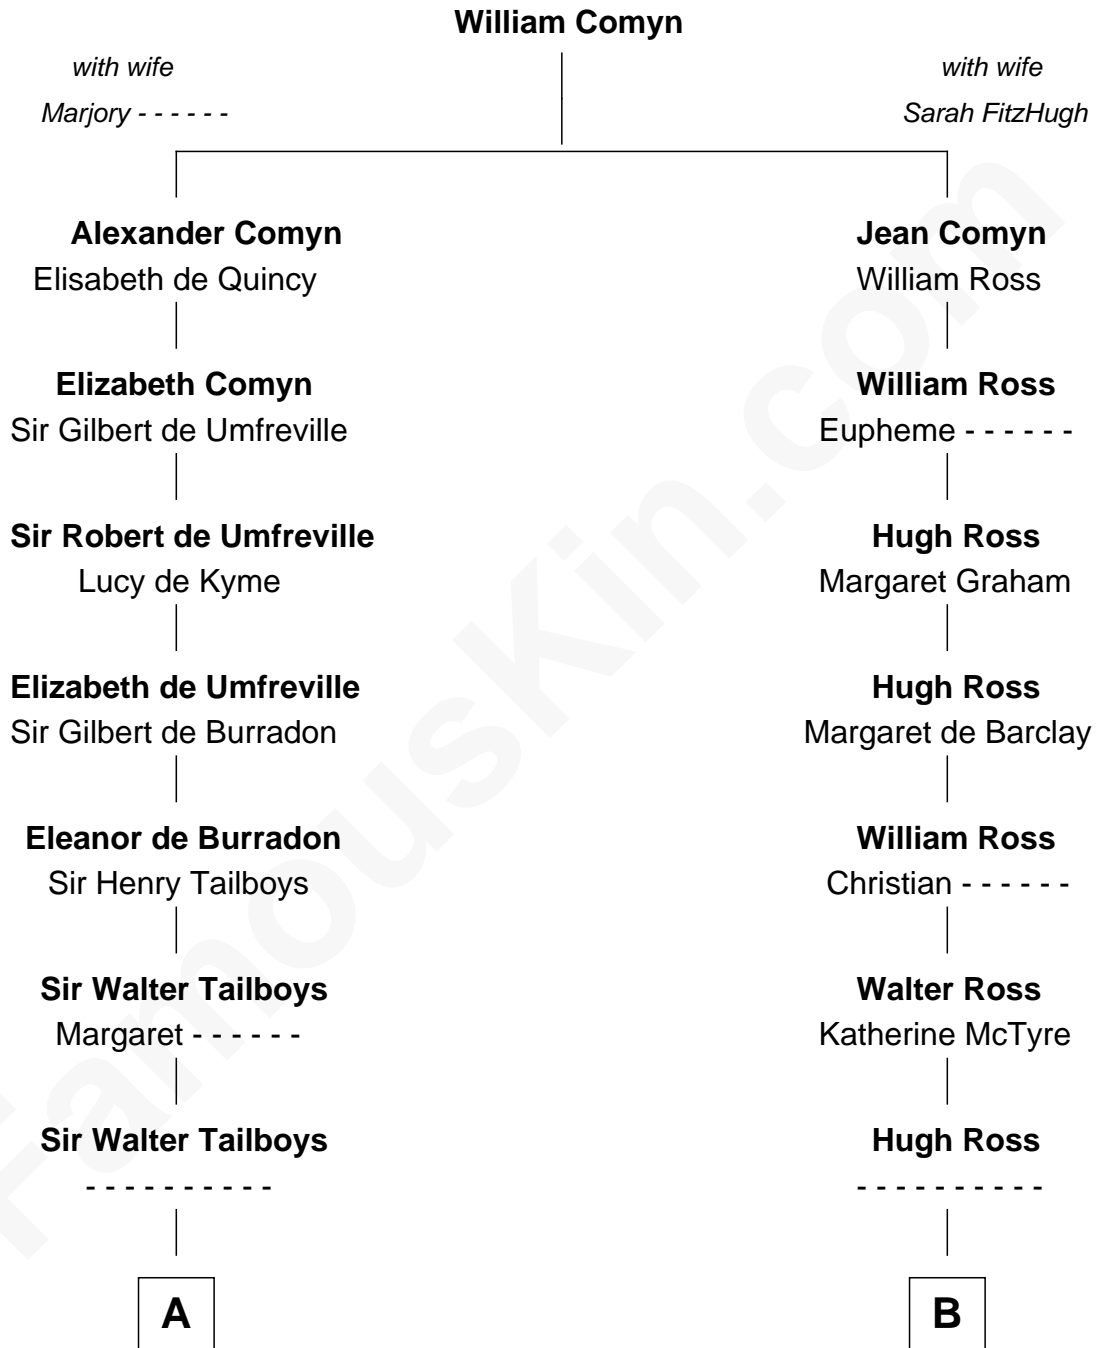 William Comyn
with wife
Marjory - - - - - -
with wife
Sarah FitzHugh
Alexander Comyn
Elisabeth de Quincy
Jean Comyn
William Ross
Elizabeth Comyn
Sir Gilbert de Umfreville
William Ross
Eupheme - - - - - -
Sir Robert de Umfreville
Lucy de Kyme
Hugh Ross
Margaret Graham
Elizabeth de Umfreville
Sir Gilbert de Burradon
Hugh Ross
Margaret de Barclay
Eleanor de Burradon
Sir Henry Tailboys
William Ross
Christian - - - - - -
Sir Walter Tailboys
Margaret - - - - - -
Walter Ross
Katherine McTyre
Sir Walter Tailboys
- - - - - - - - - -
Hugh Ross
- - - - - - - - - -
A
B
FamousKin.com